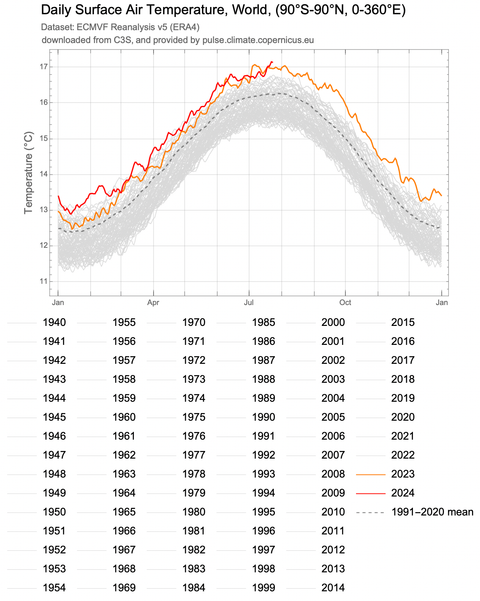 Daily Surface Air Temperature, World, (90°S-90°N, 0-360°E)
Dataset: ECMVF Reanalysis v5 (ERA4)
downloaded from C3S, and provided by pulse.climate.copernicus.eu
Temperature (°C)
17
16
15
14
13
12
11
Jan Apr Jul Oct Jan
1940 1955 1970 1985 2000 2015
1941 1956 1971 1986 2001 2016
1942 1957 1972 1987 2002 2017
1943 1958 1973 1988 2003 2018
1944 1959 1974 1989 2004 2019
1945 1960 1975 1990 2005 2020
1946 1961 1976 1991 2006 2021
1947 1962 1977 1992 2007 2022
1948 1963 1978 1993 2008 2023
1949 1964 1979 1994 2009 2024
1950 1965 1980 1995 2010 1991–2020 mean
1951 1966 1981 1996 2011
1952 1967 1982 1997 2012
1953 1968 1983 1998 2013
1954 1969 1984 1999 2014